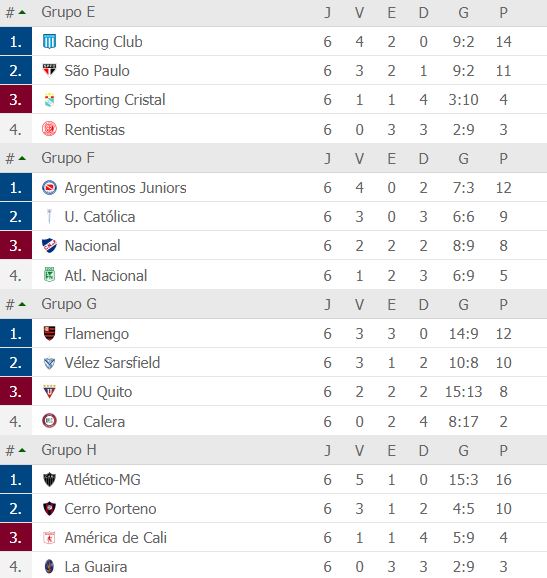 # Grupo E J V E D G P
1. Racing Club 6 4 2 0 9:2 14
2. São Paulo 6 3 2 1 9:2 11
3. Sporting Cristal 6 1 1 4 3:10 4
4. Rentistas 6 0 3 3 2:9 3
# Grupo F J V E D G P
1. Argentinos Juniors 6 4 0 2 7:3 12
2. U. Católica 6 3 0 3 6:6 9
3. Nacional 6 2 2 2 8:9 8
4. Atl. Nacional 6 1 2 3 6:9 5
# Grupo G J V E D G P
1. Flamengo 6 3 3 0 14:9 12
2. Vélez Sarsfield 6 3 1 2 10:8 10
3. LDU Quito 6 2 2 2 15:13 8
4. U. Calera 6 0 2 4 8:17 2
# Grupo H J V E D G P
1. Atlético-MG 6 5 1 0 15:3 16
2. Cerro Porteno 6 3 1 2 4:5 10
3. América de Cali 6 1 1 4 5:9 4
4. La Guaira 6 0 3 3 2:9 3